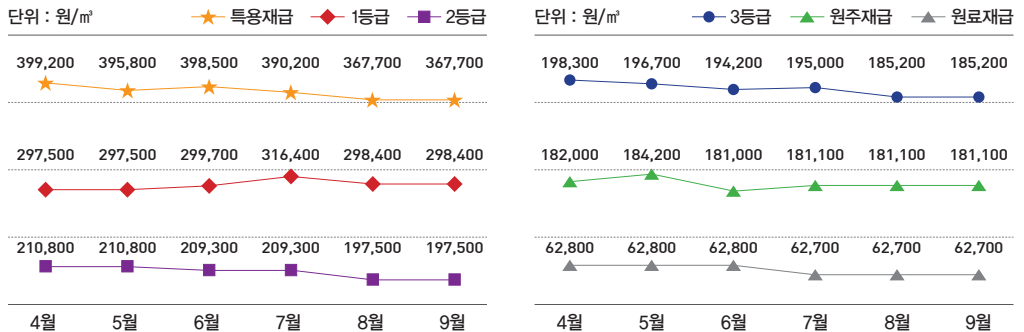 단위 : 원/㎥ 특용재급 1등급 2등급
399,200 395,800 398,500 390,200 367,700 367,700
297,500 297,500 299,700 316,400 298,400 298,400
210,800 210,800 209,300 209,300 197,500 197,500
4월 5월 6월 7월 8월 9월
단위 : 원/㎥ 3등급 원주재급 원료재급
198,300 196,700 194,200 195,000 185,200 185,200
182,000 184,200 181,000 181,100 181,100 181,100
62,800 62,800 62,800 62,700 62,700 62,700
4월 5월 6월 7월 8월 9월